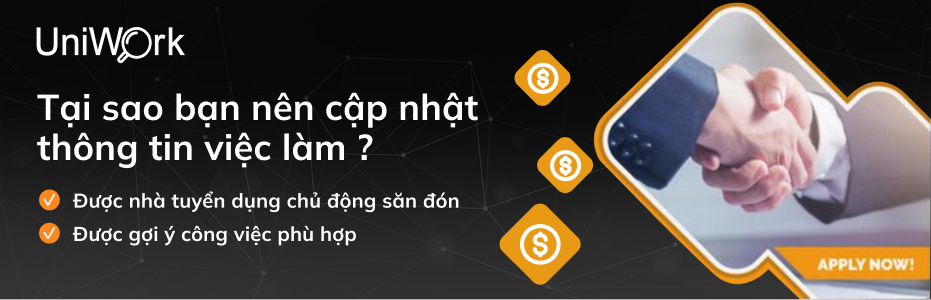 UniWork
Tại sao bạn nên cập nhật
thông tin việc làm ?
Được nhà tuyển dụng chủ động săn đón
Được gợi ý công việc phù hợp
$
$
$
APPLY NOW!